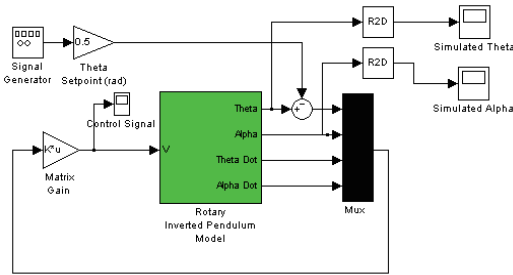 R2D
Simulated Theta
0.5
Signal
Generator
Theta
Setpoint (rad)
R2D
Simulated Alpha
Control Signal
Theta
Alpha
Theta Dot
Alpha Dot
V
K*u
Matrix
Gain
Rotary
Inverted Pendulum
Model
Mux